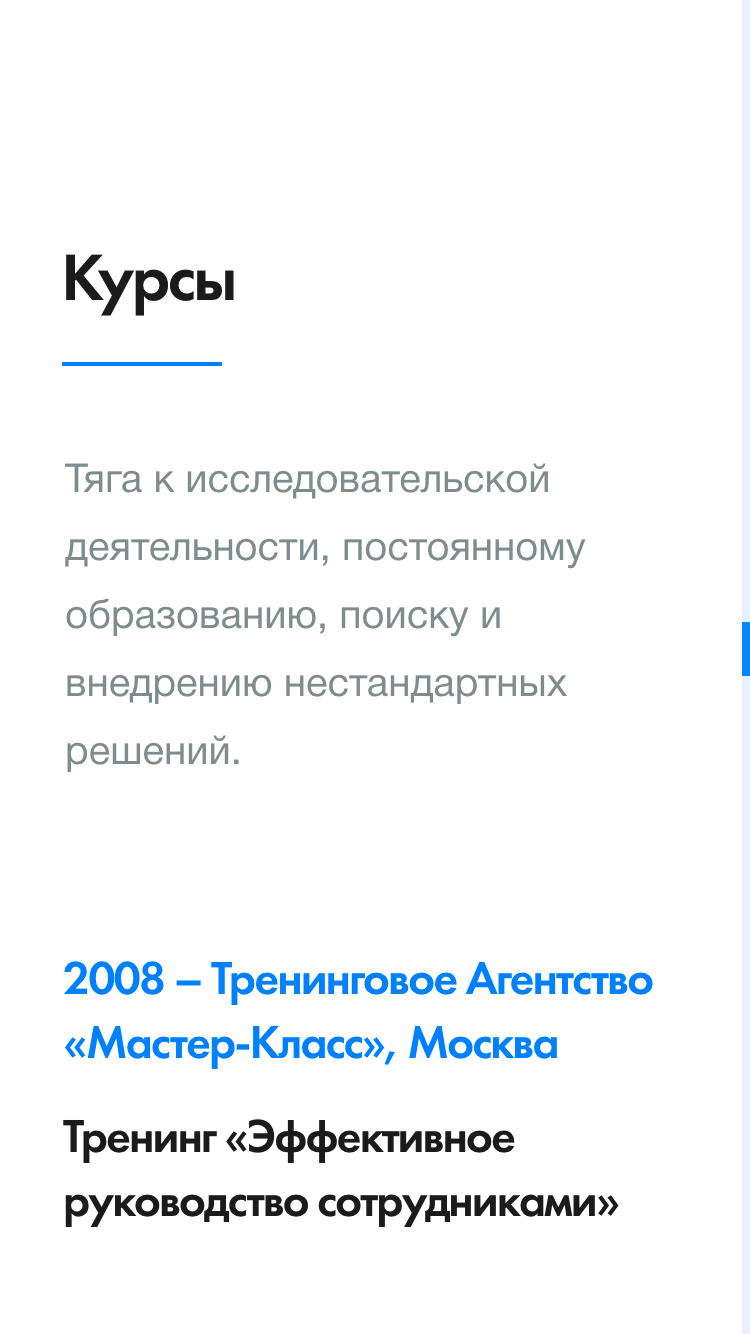 Курсы
Тяга к исследовательской
деятельности, постоянному
образованию, поиску и
внедрению нестандартных
решений.
2008 – Тренинговое Агентство
«Мастер-Класс», Москва
Тренинг «Эффективное
руководство сотрудниками»